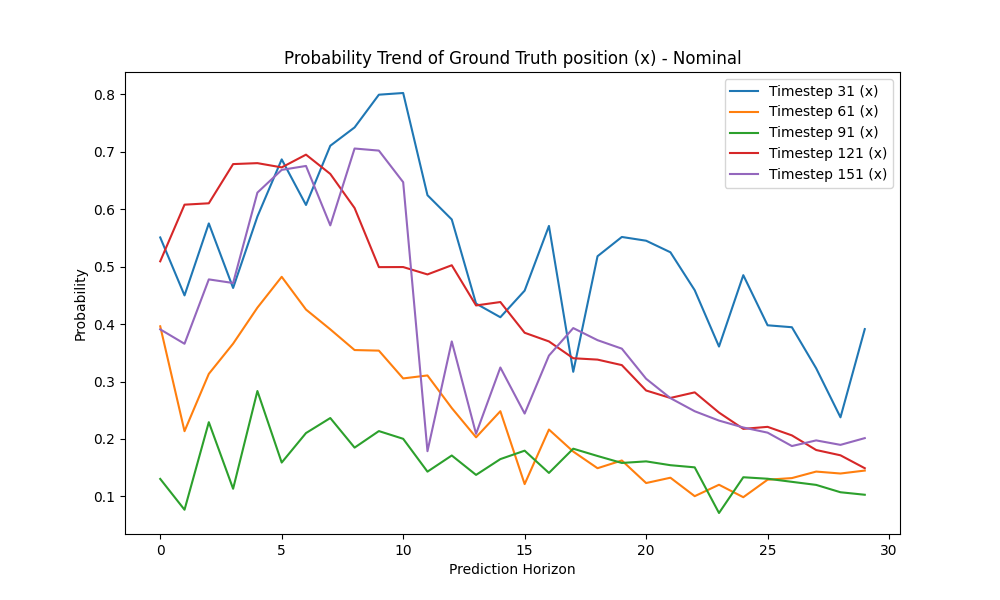 Probability Trend of Ground Truth position (x) - Nominal
Timestep 31 (x)
Timestep 61 (x)
Timestep 91 (x)
Timestep 121 (x)
Timestep 151 (x)
Probability
0.8
0.7
0.6
0.5
0.4
0.3
0.2
0.1
0 5 10 15 20 25 30
Prediction Horizon